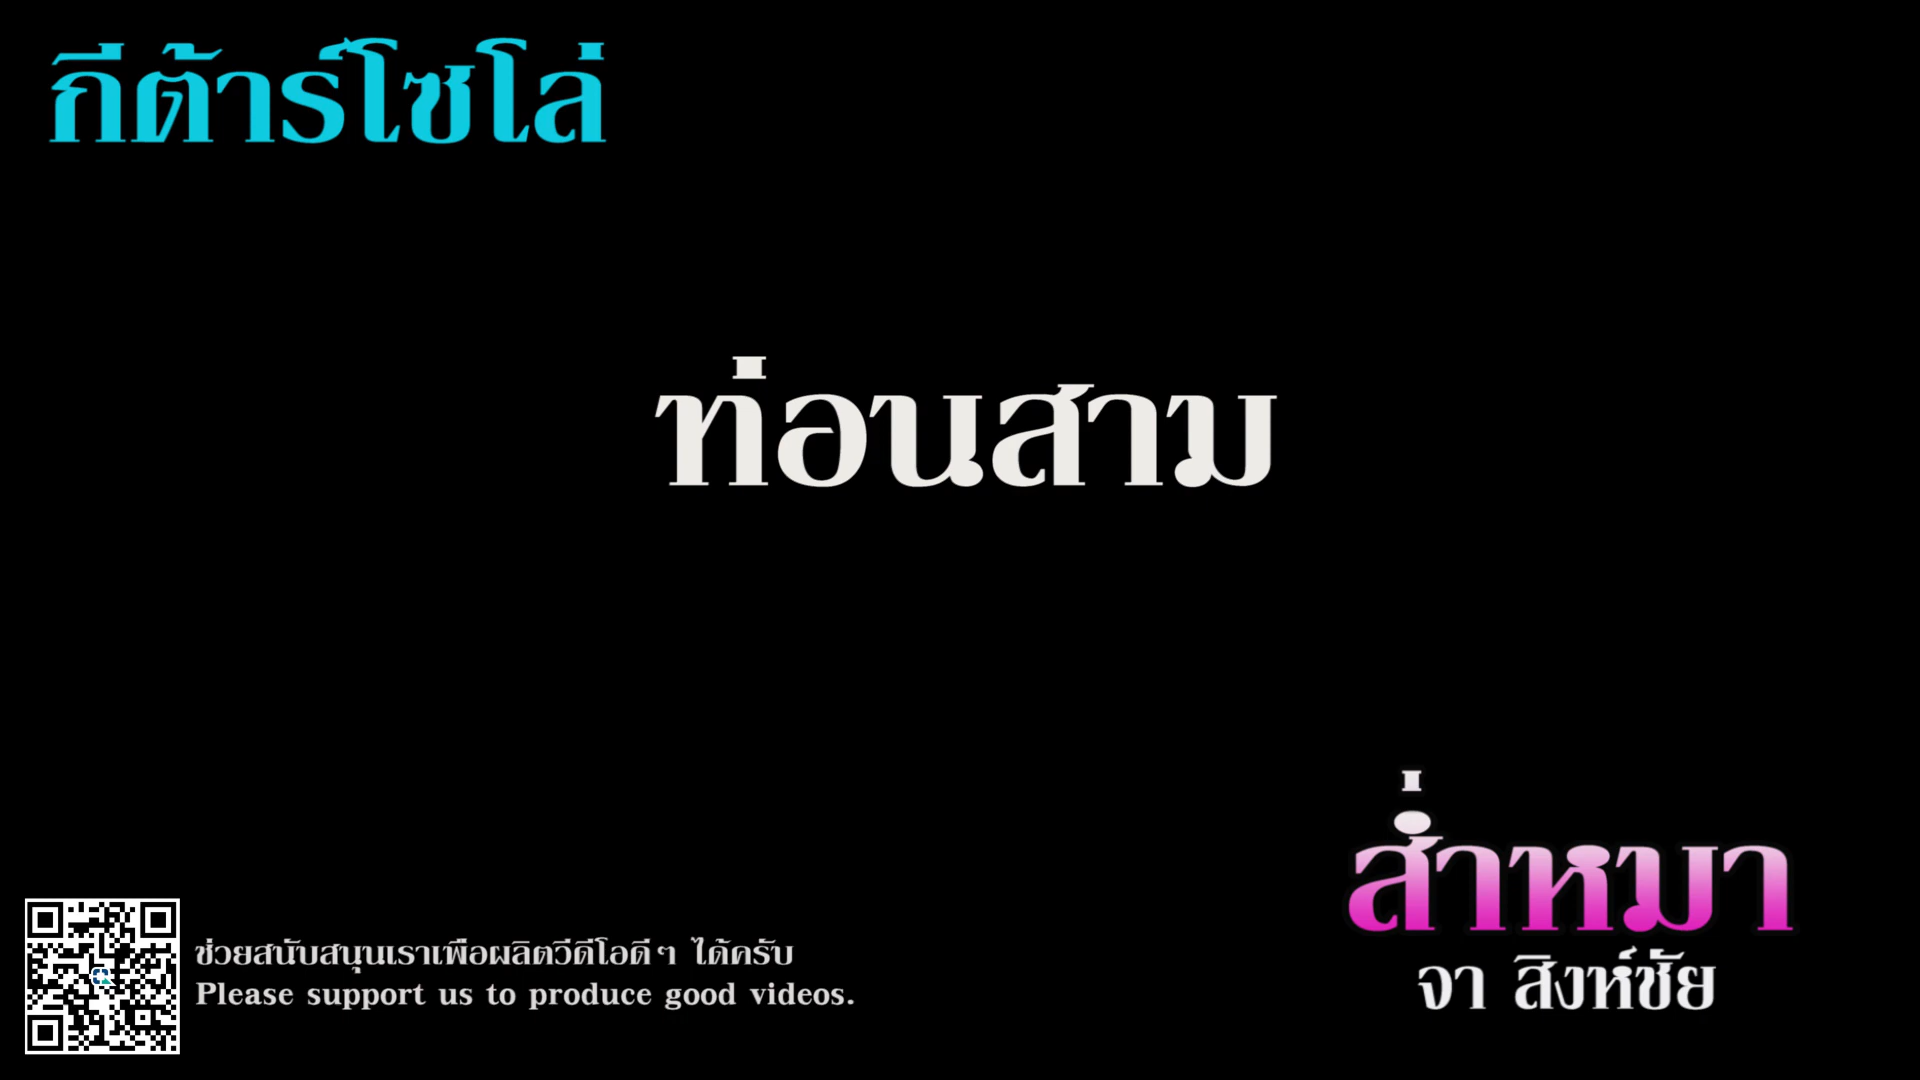 กีต้าร์โซโล่
ท่อนสาม
ส่ำหมา
จา สิงห์ชัย
ช่วยสนับสนุนเราเพื่อผลิตวีดีโอดีๆ ได้ครับ
Please support us to produce good videos.